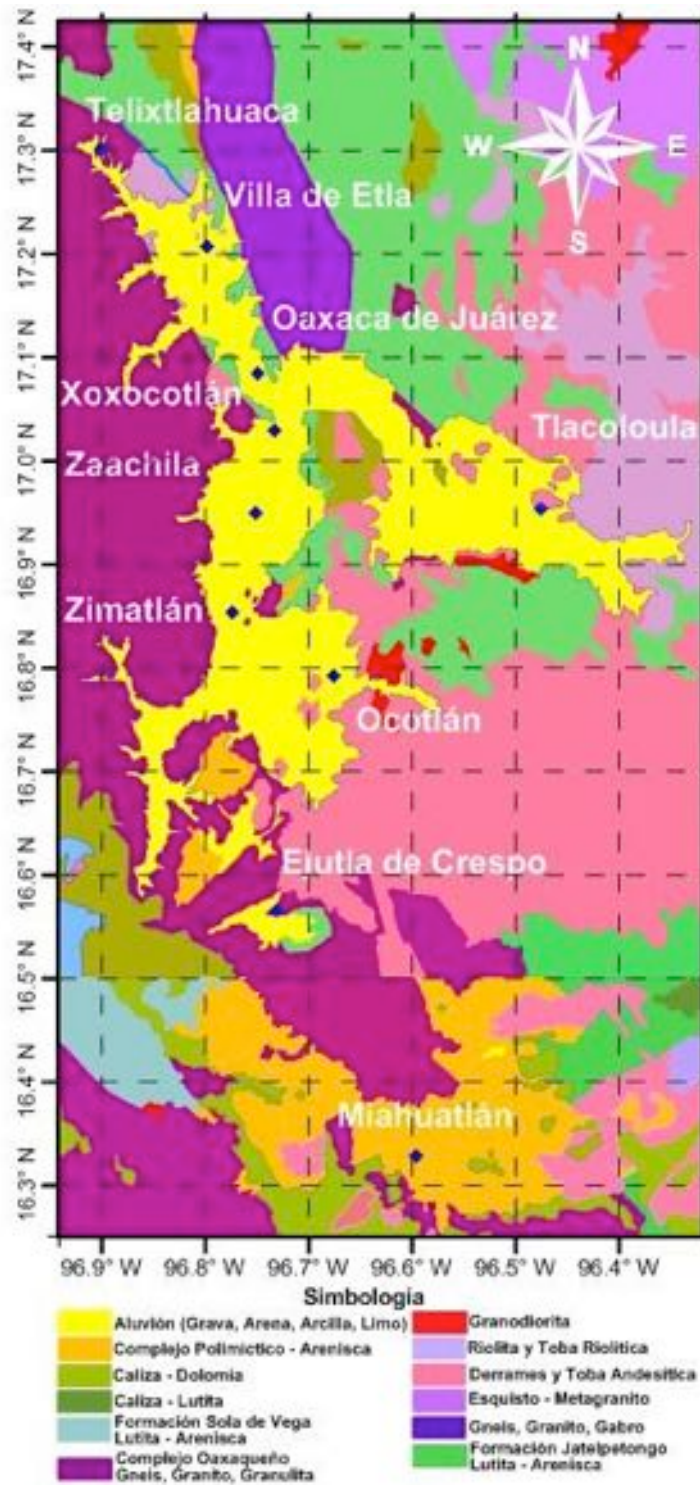 17.4° N
17.3° N
17.2° N
17.1° N
17.0° N
16.9° N
16.8° N
16.7° N
16.6° N
16.5° N
16.4° N
16.3° N
N
W
E
S
Telixtlahuaca
Villa de Etla
Oaxaca de Juárez
Xoxocotlán
Tlacoloula
Zaachila
Zimatlán
Ocotlán
Ejutla de Crespo
Miahuatlán
96.9° W 96.8° W 96.7° W 96.6° W 96.5° W 96.4° W
Simbología
Aluvión (Grava, Arena, Arcilla, Limo)
Complejo Polimictico - Arenisca
Caliza - Dolomia
Caliza - Lutita
Formación Sola de Vega
Lutita - Arenisca
Complejo Oaxaqueño
Gneis, Granito, Granulita
Granodiorita
Riolita y Toba Riolitica
Derrames y Toba Andesitica
Esquisto - Metagranito
Gneis, Granito, Gabro
Formación Jatelpetongo
Lutita - Arenisca